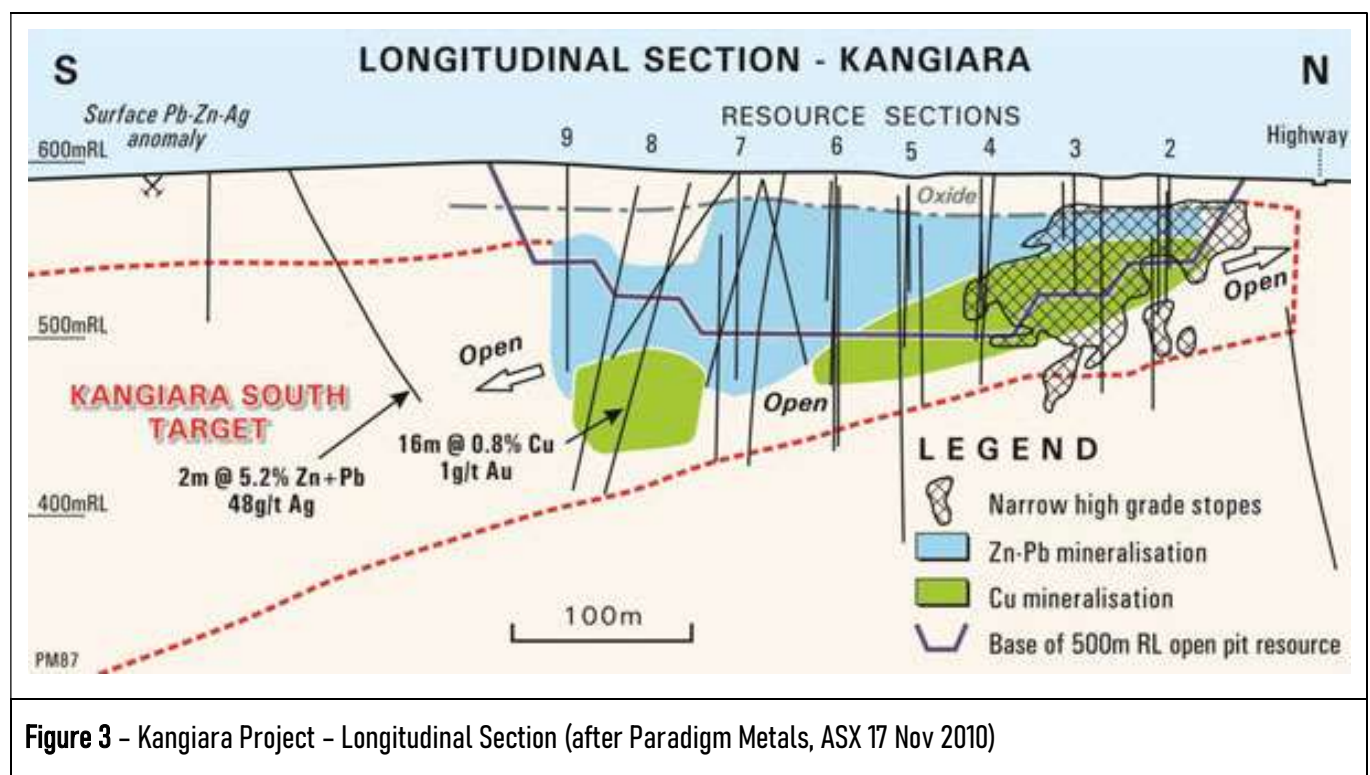 LONGITUDINAL SECTION - KANGIARA
S
N
Surface Pb-Zn-Ag
anomaly
RESOURCE SECTIONS
Highway
600mRL
9
8
7
6
5
4
3
2
Oxide
500mRL
Open
Open
Open
KANGIARA SOUTH
TARGET
2m @ 5.2% Zn+Pb
48g/t Ag
16m @ 0.8% Cu
1g/t Au
400mRL
LEGEND
Narrow high grade stopes
Zn-Pb mineralisation
Cu mineralisation
Base of 500m RL open pit resource
100m
PM87
Figure 3 – Kangiara Project – Longitudinal Section (after Paradigm Metals, ASX 17 Nov 2010)